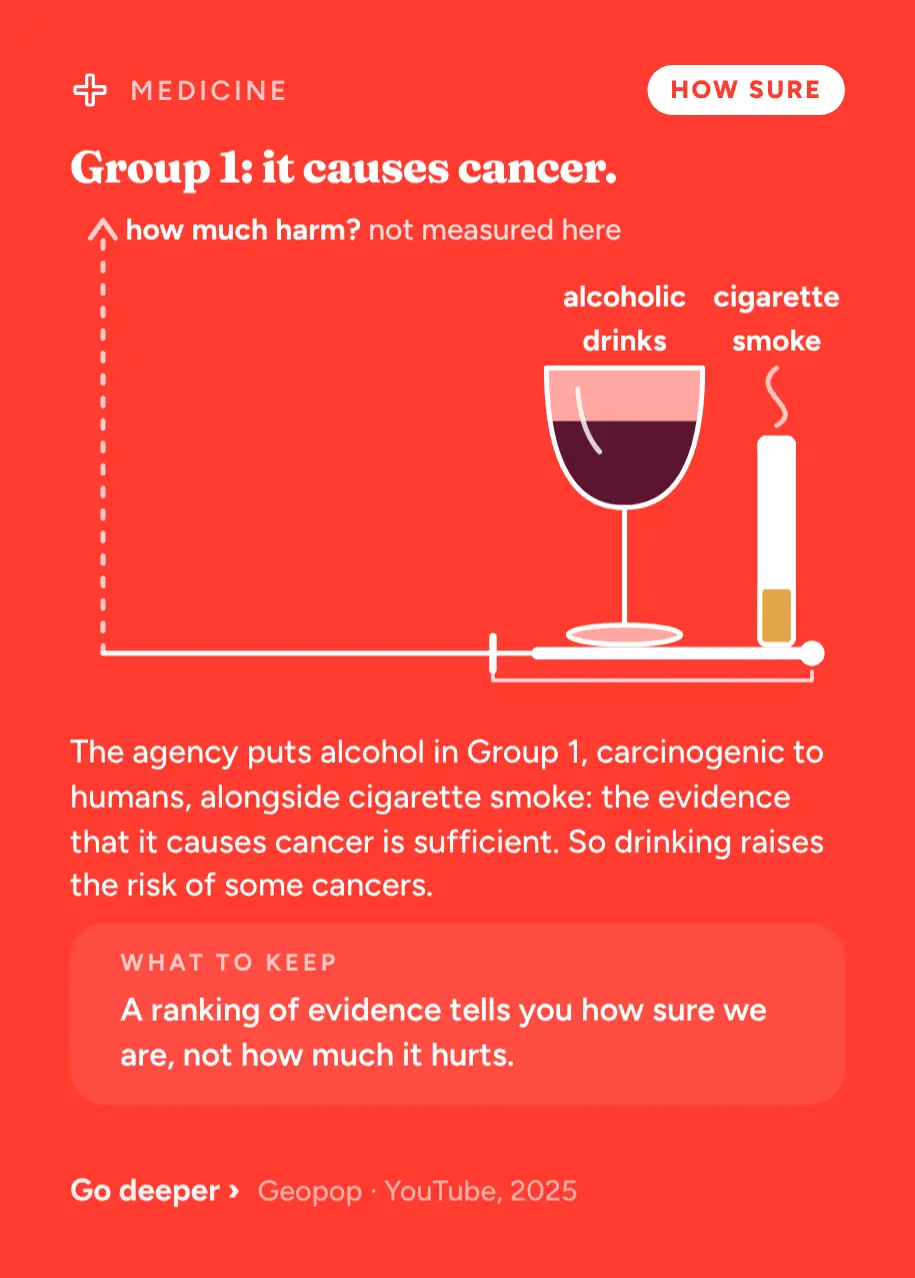 MEDICINE
HOW SURE
Group 1: it causes cancer.
how much harm? not measured here
alcoholic
drinks
cigarette
smoke
The agency puts alcohol in Group 1, carcinogenic to
humans, alongside cigarette smoke: the evidence
that it causes cancer is sufficient. So drinking raises
the risk of some cancers.
WHAT TO KEEP
A ranking of evidence tells you how sure we
are, not how much it hurts.
Go deeper › Geopop · YouTube, 2025